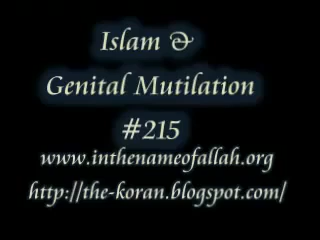 Islam &
Genital Mutilation
#215
www.inthenameofallah.org
http://the-koran.blogspot.com/